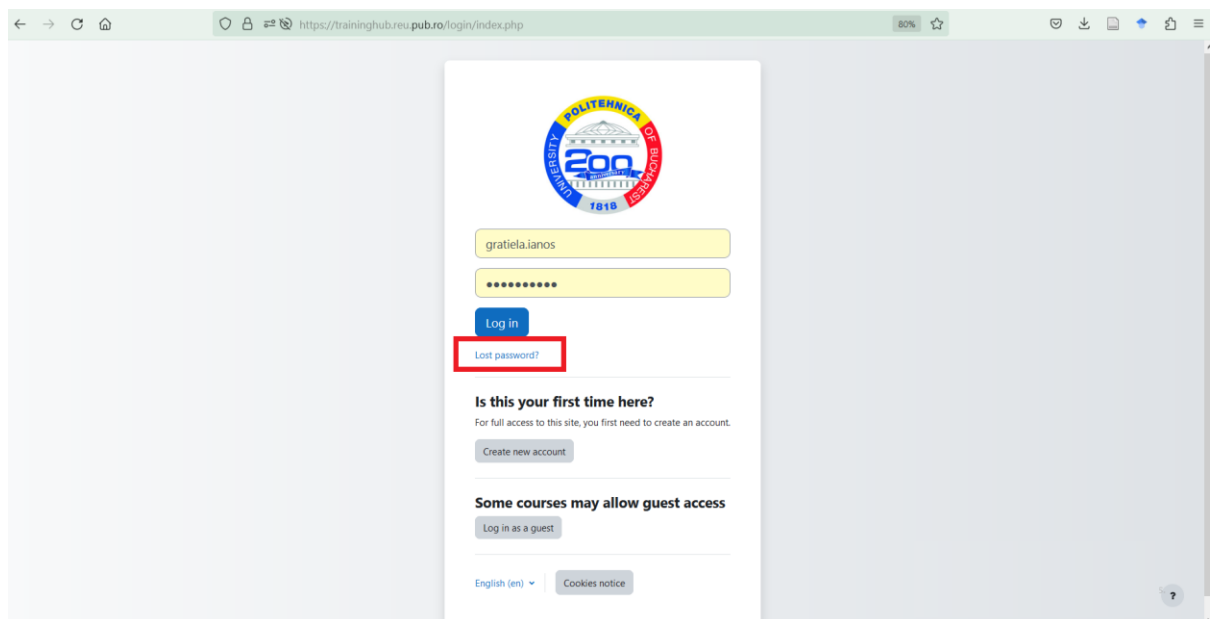 https://traininghub.reu.pub.ro/login/index.php
80%
UNIVERSITY POLITEHNICA OF BUCHAREST
200
ANNIVERSARY
1818
gratiela.ianos
••••••••••
Log in
Lost password?
Is this your first time here?
For full access to this site, you first need to create an account.
Create new account
Some courses may allow guest access
Log in as a guest
English (en)
Cookies notice
?